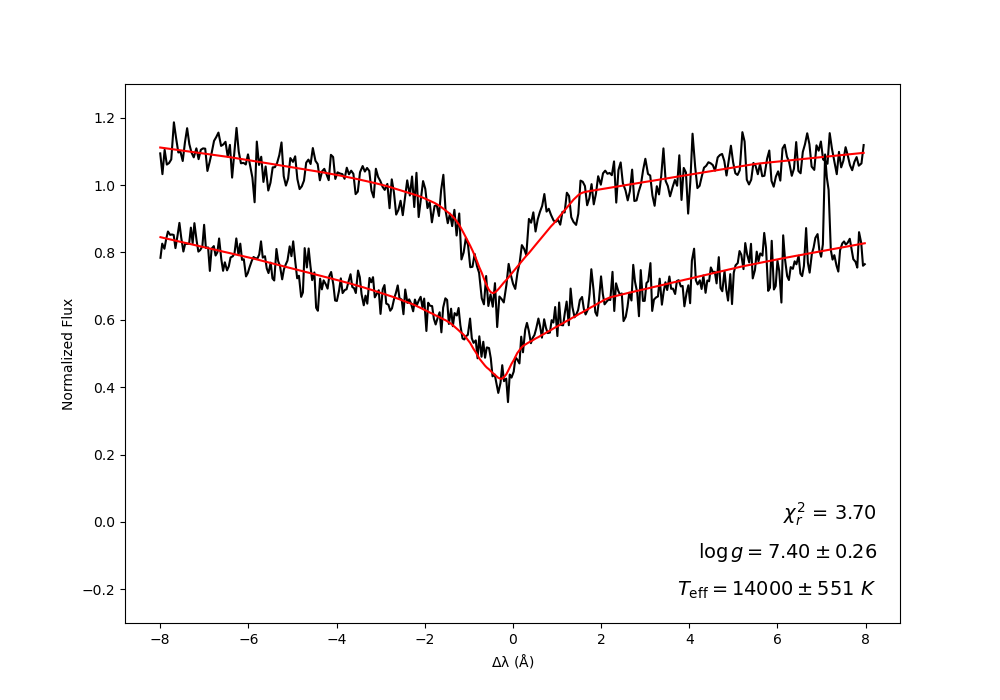 1.2
1.0
0.8
0.6
0.4
0.2
0.0
−0.2
Normalized Flux
χ²ᵣ = 3.70
log g = 7.40 ± 0.26
T_eff = 14000 ± 551 K
−8 −6 −4 −2 0 2 4 6 8
Δλ (Å)